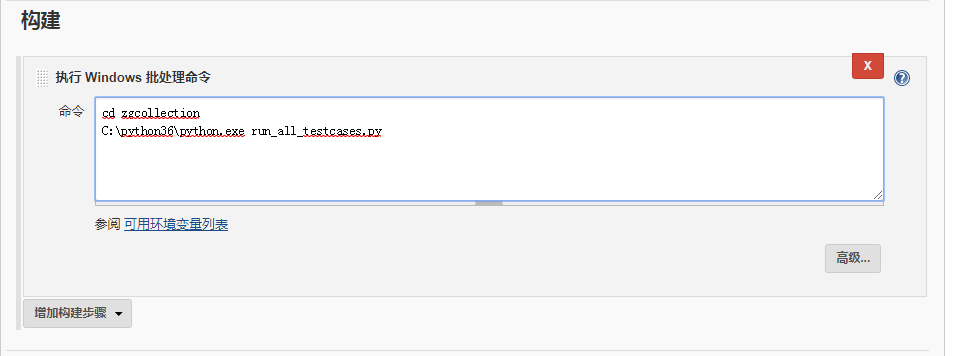 构建
执行 Windows 批处理命令
X
命令
cd zgcollection
C:\python36\python.exe run_all_testcases.py
参阅 可用环境变量列表
高级...
增加构建步骤